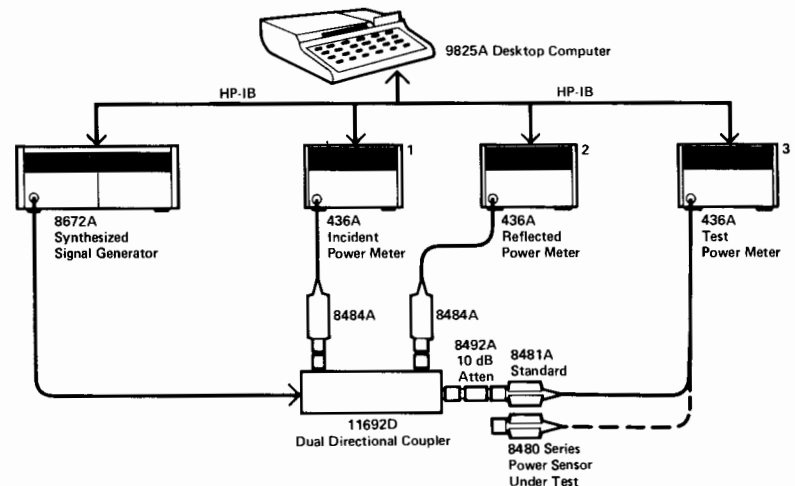 9825A Desktop Computer
HP-IB
HP-IB
1
2
3
8672A
Synthesized
Signal Generator
436A
Incident
Power Meter
436A
Reflected
Power Meter
436A
Test
Power Meter
8484A
8484A
8492A
10 dB
Atten
8481A
Standard
11692D
Dual Directional Coupler
8480 Series
Power Sensor
Under Test